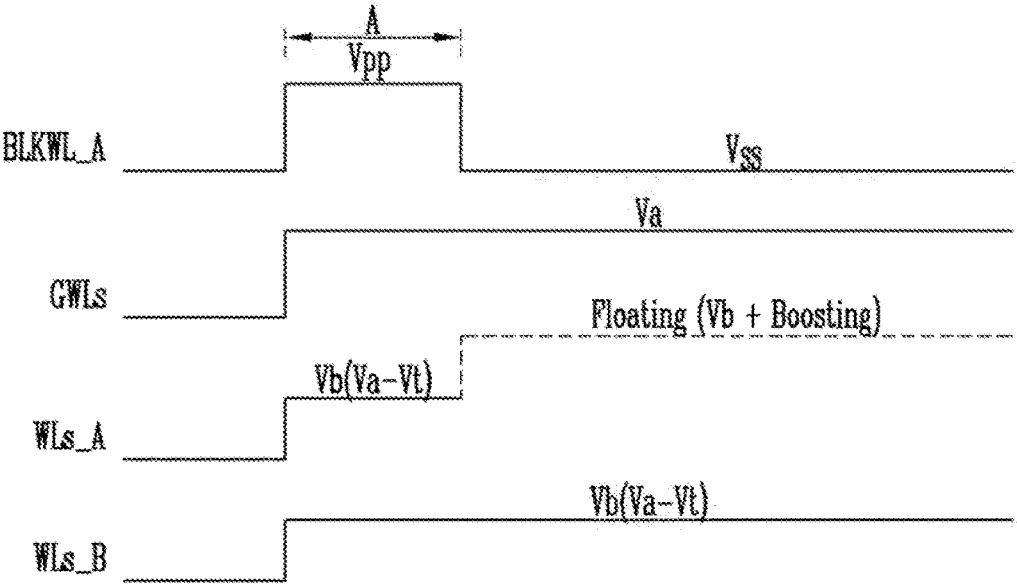 A
Vpp
BLKWL_A
Vss
Va
GWLs
Floating (Vb + Boosting)
Vb(Va-Vt)
WLs_A
Vb(Va-Vt)
WLs_B